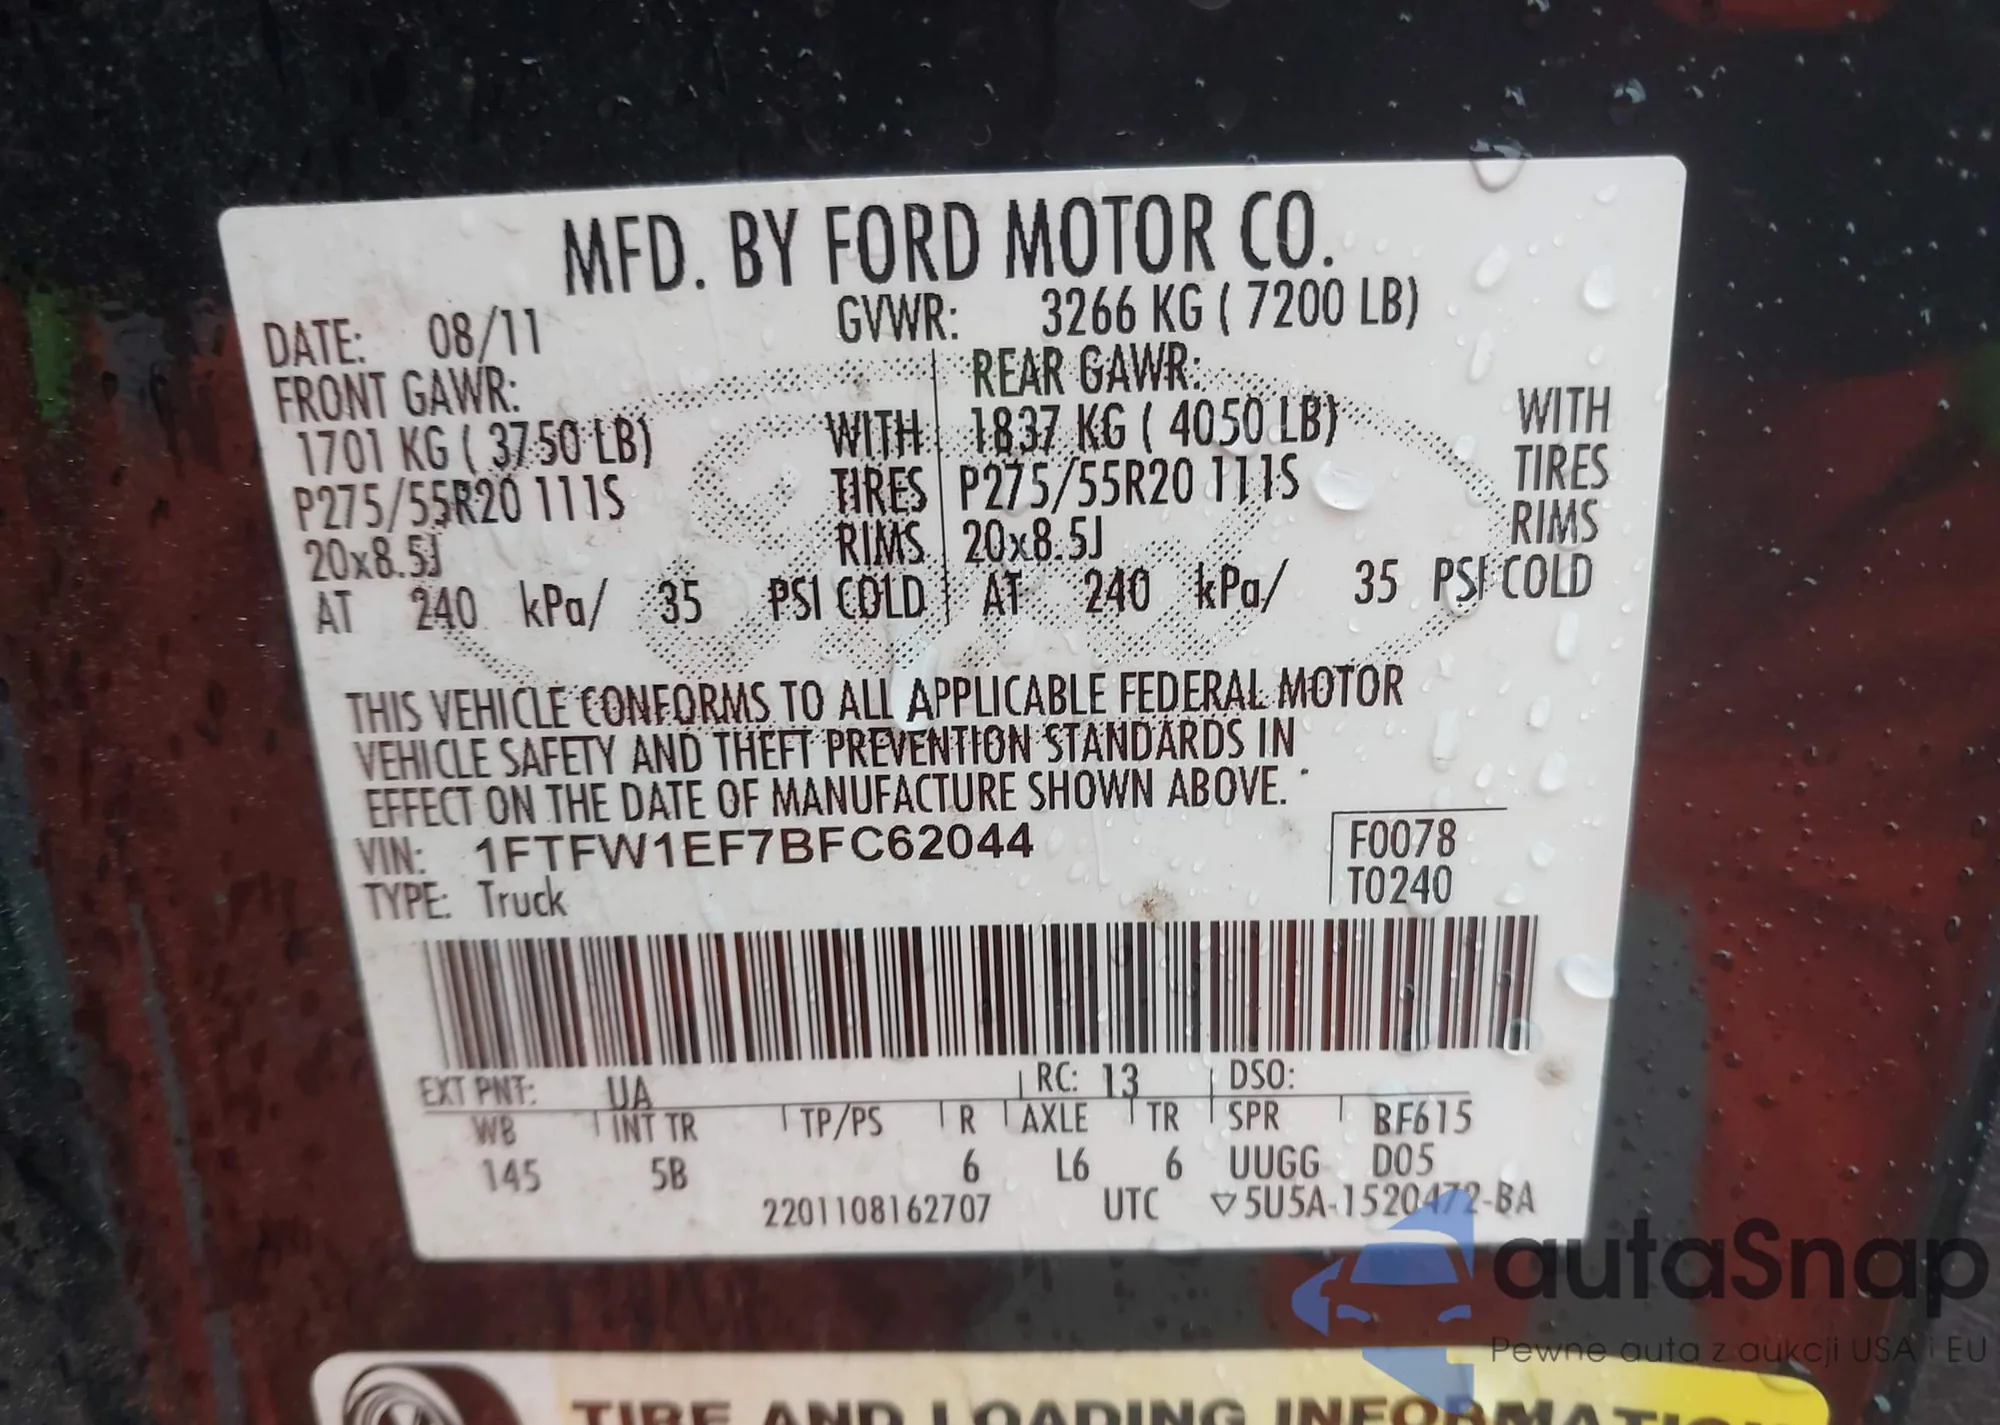 MFD. BY FORD MOTOR CO.
DATE: 08/11 GVWR: 3266 KG ( 7200 LB)
FRONT GAWR: REAR GAWR:
1701 KG ( 3750 LB) WITH 1837 KG ( 4050 LB) WITH
P275/55R20 111S TIRES P275/55R20 111S TIRES
20x8.5J RIMS 20x8.5J RIMS
AT 240 kPa/ 35 PSI COLD AT 240 kPa/ 35 PSI COLD
THIS VEHICLE CONFORMS TO ALL APPLICABLE FEDERAL MOTOR
VEHICLE SAFETY AND THEFT PREVENTION STANDARDS IN
EFFECT ON THE DATE OF MANUFACTURE SHOWN ABOVE.
VIN: 1FTFW1EF7BFC62044 F0078
TYPE: Truck T0240
EXT PNT: UA RC: 13 DSO:
WB INT TR TP/PS R AXLE TR SPR BF615
145 5B 6 L6 6 UUGG D05
2201108162707 UTC ▽5U5A-1520472-BA
autaSnap
Pewne auta z aukcji USA i EU
TIRE AND LOADING INFORMATION